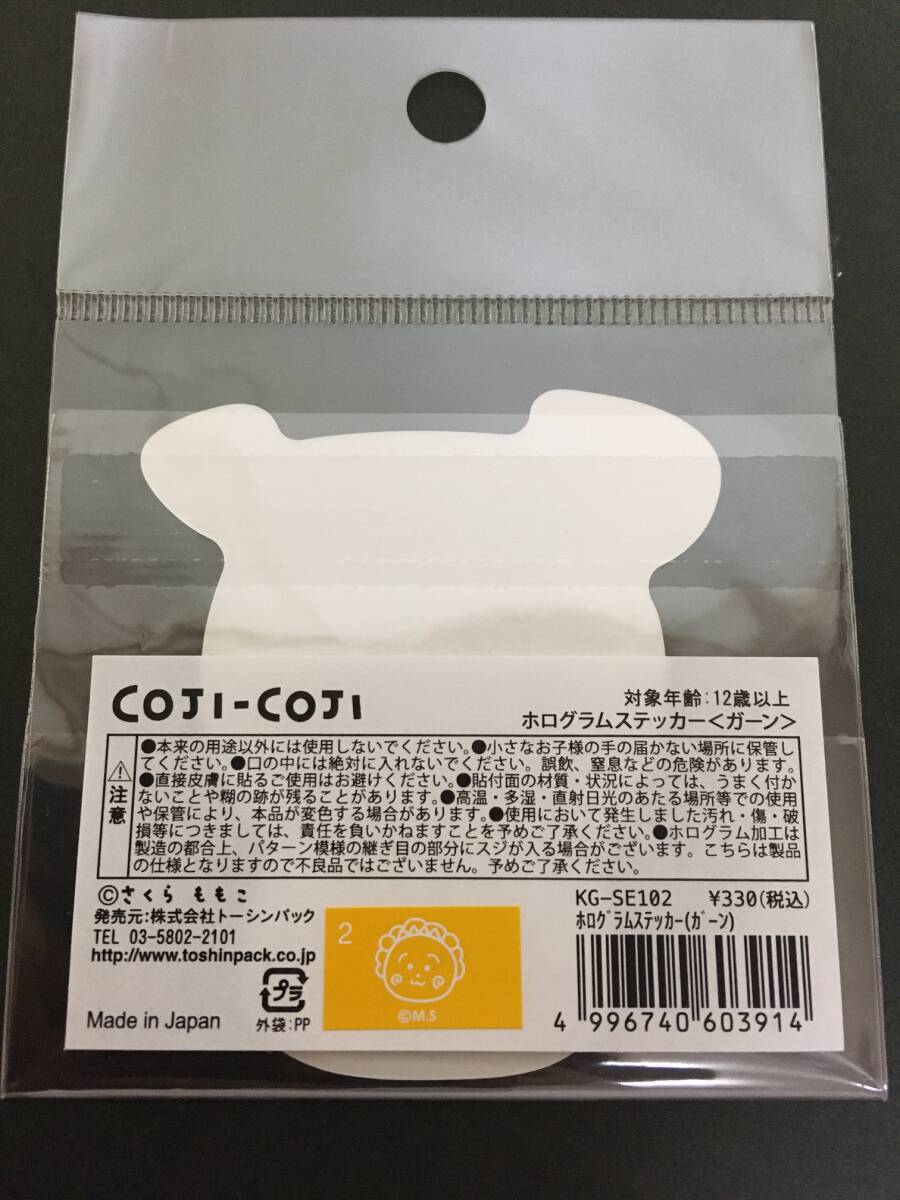 COJI-COJI
対象年齢:12歳以上
ホログラムステッカー<ガーン>
注意
●本来の用途以外には使用しないでください。●小さなお子様の手の届かない場所に保管し
てください。●口の中には絶対に入れないでください。誤飲、窒息などの危険があります。
●直接皮膚に貼るご使用はお避けください。●貼付面の材質・状況によっては、うまく付か
ないことや糊の跡が残ることがあります。●高温・多湿・直射日光のあたる場所等での使用
や保管により、本品が変色する場合があります。●使用において発生しました汚れ・傷・破
損等につきましては、責任を負いかねますことを予めご了承ください。●ホログラム加工は
製造の都合上、パターン模様の継ぎ目の部分にスジが入る場合がございます。こちらは製品
の仕様となりますので不良品ではございません。予めご了承ください。
©さくら ももこ
発売元:株式会社トーシンパック
TEL 03-5802-2101
http://www.toshinpack.co.jp
プラ
Made in Japan
外袋:PP
2
©M.S
KG-SE102 ¥330(税込)
ﾎﾛｸﾞﾗﾑｽﾃｯｶｰ(ｶﾞｰﾝ)
4 996740 603914